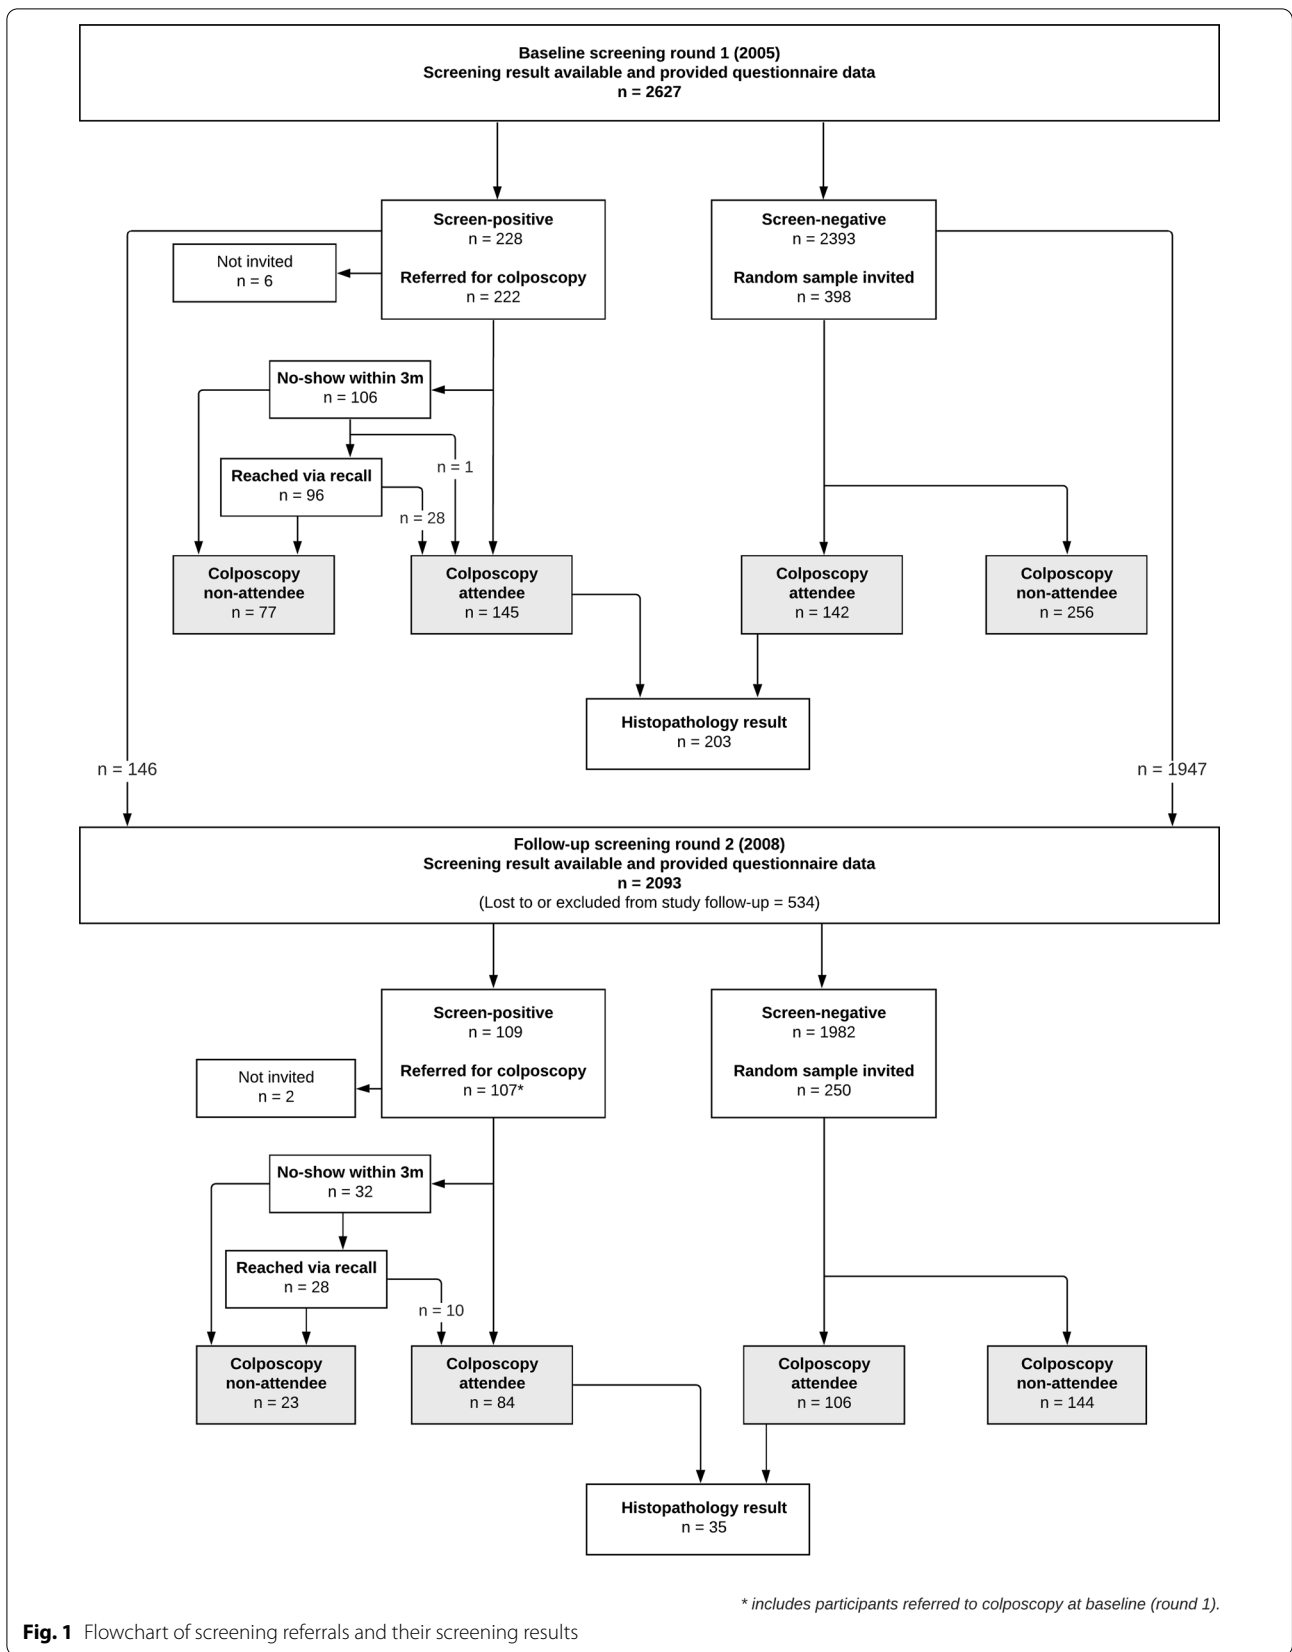 Baseline screening round 1 (2005)
Screening result available and provided questionnaire data
n = 2627
Screen-positive
n = 228
Referred for colposcopy
n = 222
Screen-negative
n = 2393
Random sample invited
n = 398
Not invited
n = 6
No-show within 3m
n = 106
Reached via recall
n = 96
n = 1
n = 28
Colposcopy
non-attendee
n = 77
Colposcopy
attendee
n = 145
Colposcopy
attendee
n = 142
Colposcopy
non-attendee
n = 256
Histopathology result
n = 203
n = 146
n = 1947
Follow-up screening round 2 (2008)
Screening result available and provided questionnaire data
n = 2093
(Lost to or excluded from study follow-up = 534)
Screen-positive
n = 109
Referred for colposcopy
n = 107*
Screen-negative
n = 1982
Random sample invited
n = 250
Not invited
n = 2
No-show within 3m
n = 32
Reached via recall
n = 28
n = 10
Colposcopy
non-attendee
n = 23
Colposcopy
attendee
n = 84
Colposcopy
attendee
n = 106
Colposcopy
non-attendee
n = 144
Histopathology result
n = 35
* includes participants referred to colposcopy at baseline (round 1).
Fig. 1 Flowchart of screening referrals and their screening results